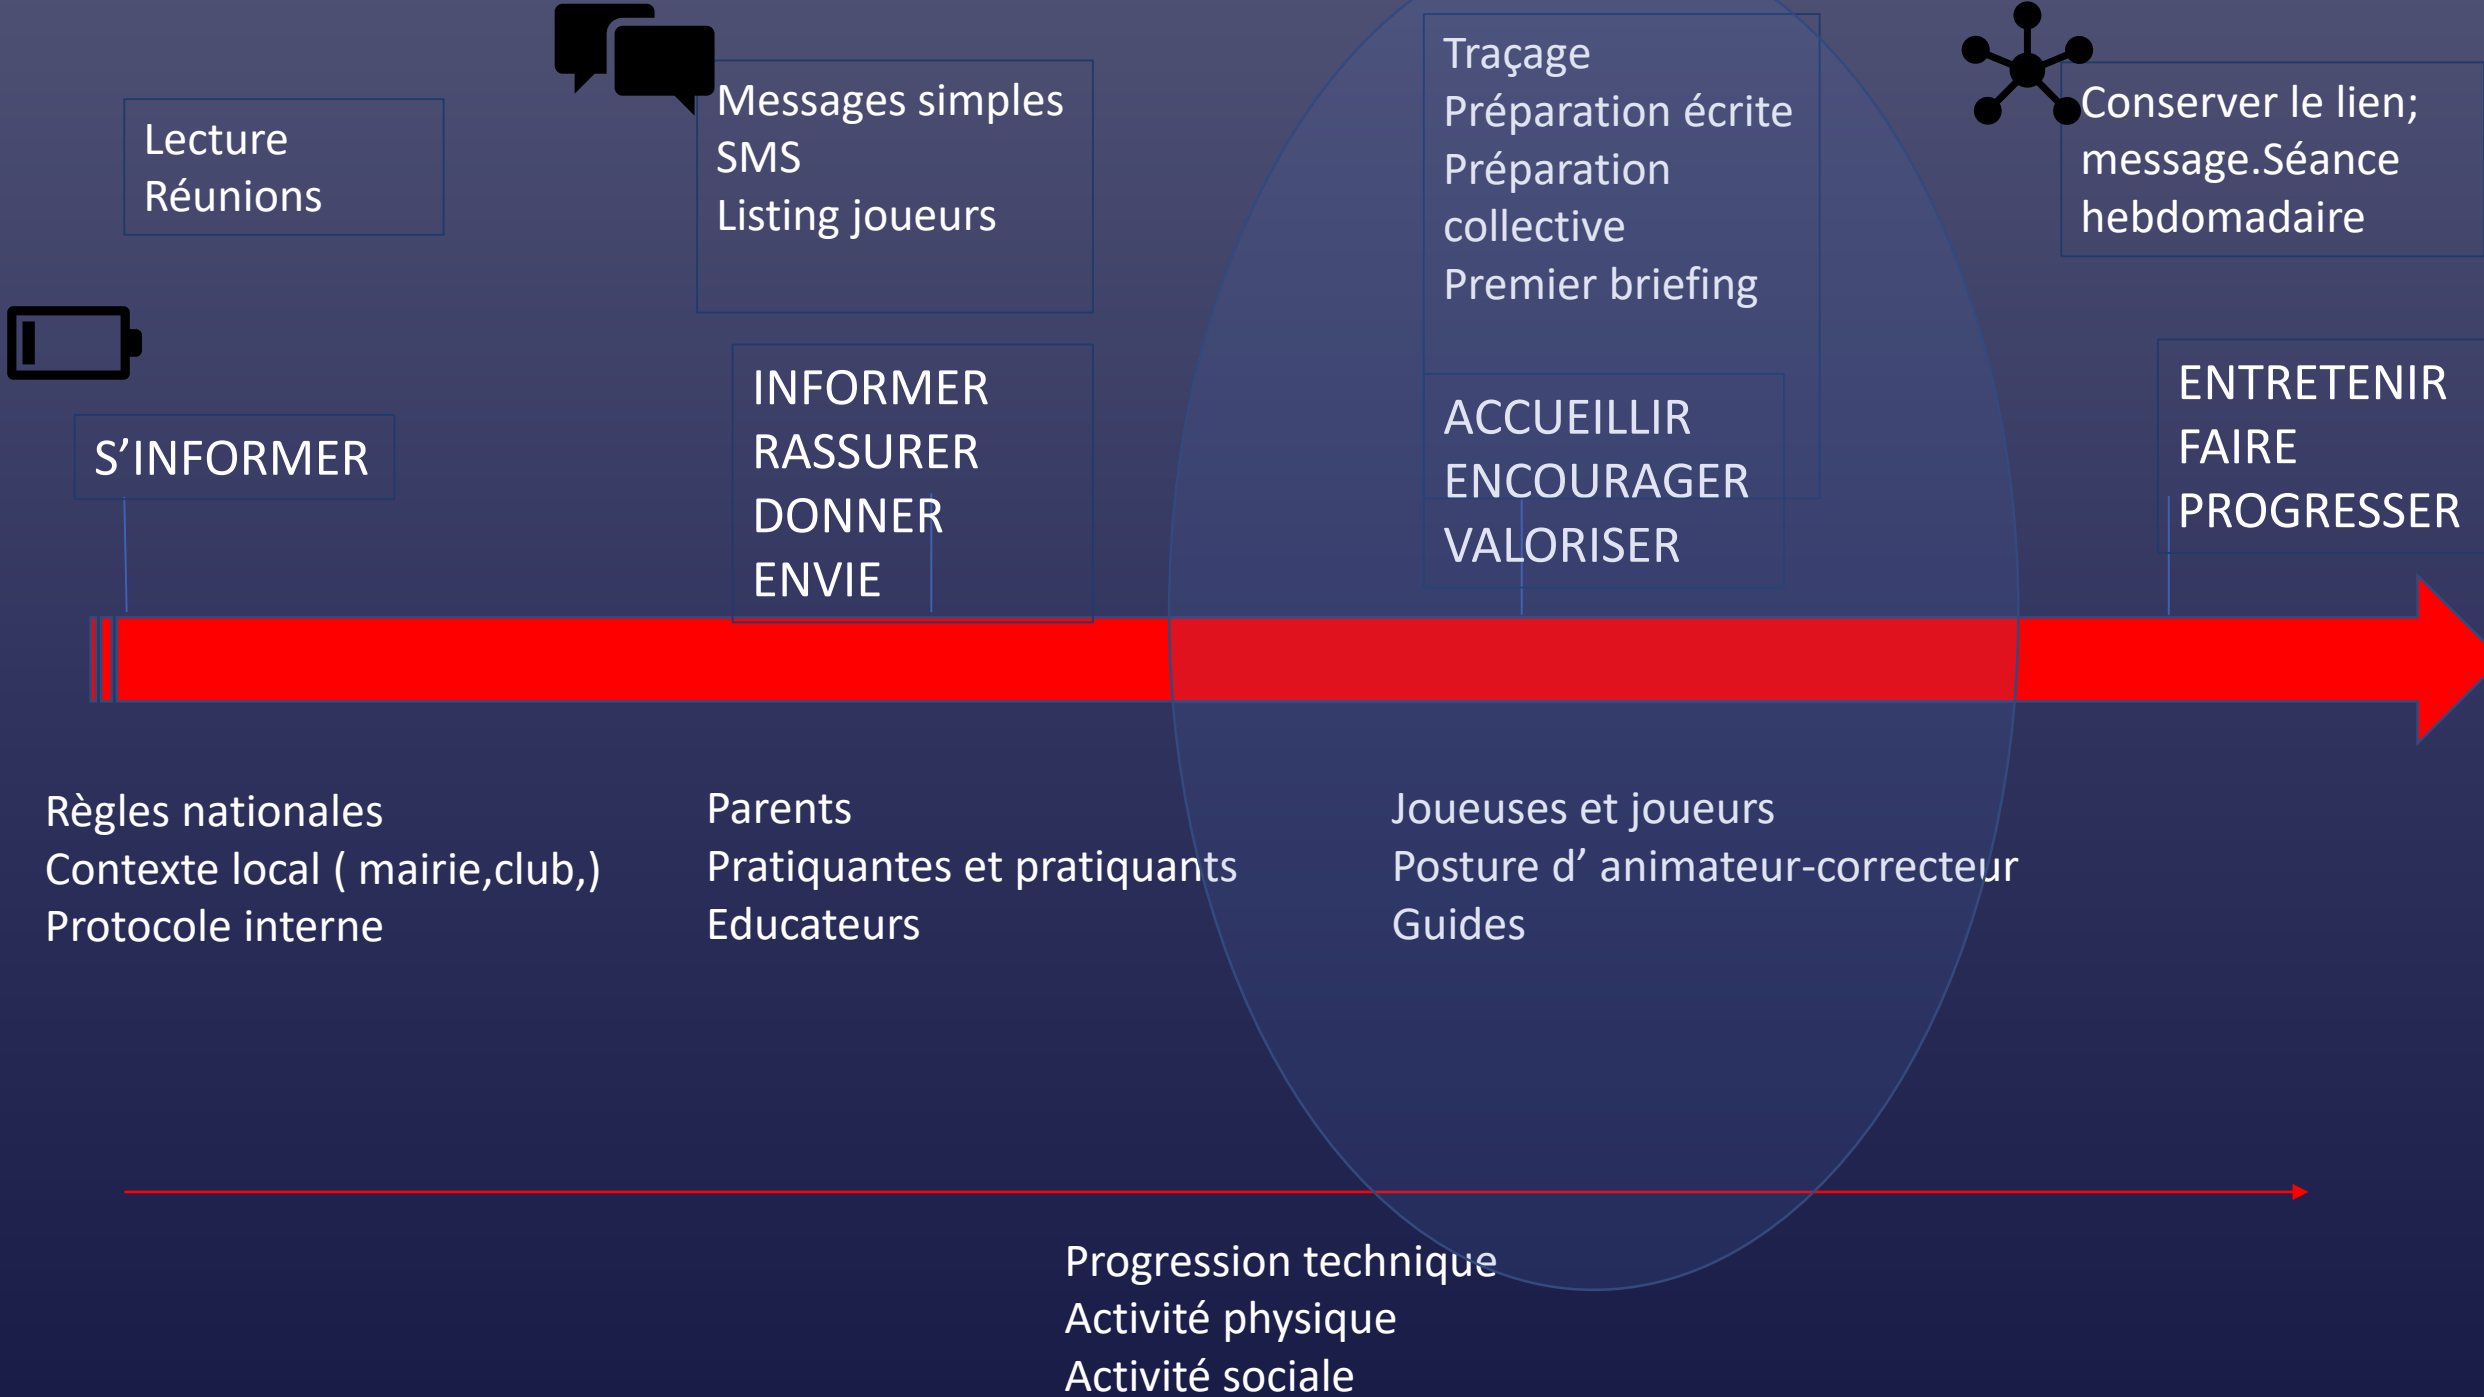 Lecture
Réunions
Messages simples
SMS
Listing joueurs
Traçage
Préparation écrite
Préparation
collective
Premier briefing
Conserver le lien;
message.Séance
hebdomadaire
S’INFORMER
INFORMER
RASSURER
DONNER
ENVIE
ACCUEILLIR
ENCOURAGER
VALORISER
ENTRETENIR
FAIRE
PROGRESSER
Règles nationales
Contexte local ( mairie,club,)
Protocole interne
Parents
Pratiquantes et pratiquants
Educateurs
Joueuses et joueurs
Posture d’ animateur-correcteur
Guides
Progression technique
Activité physique
Activité sociale